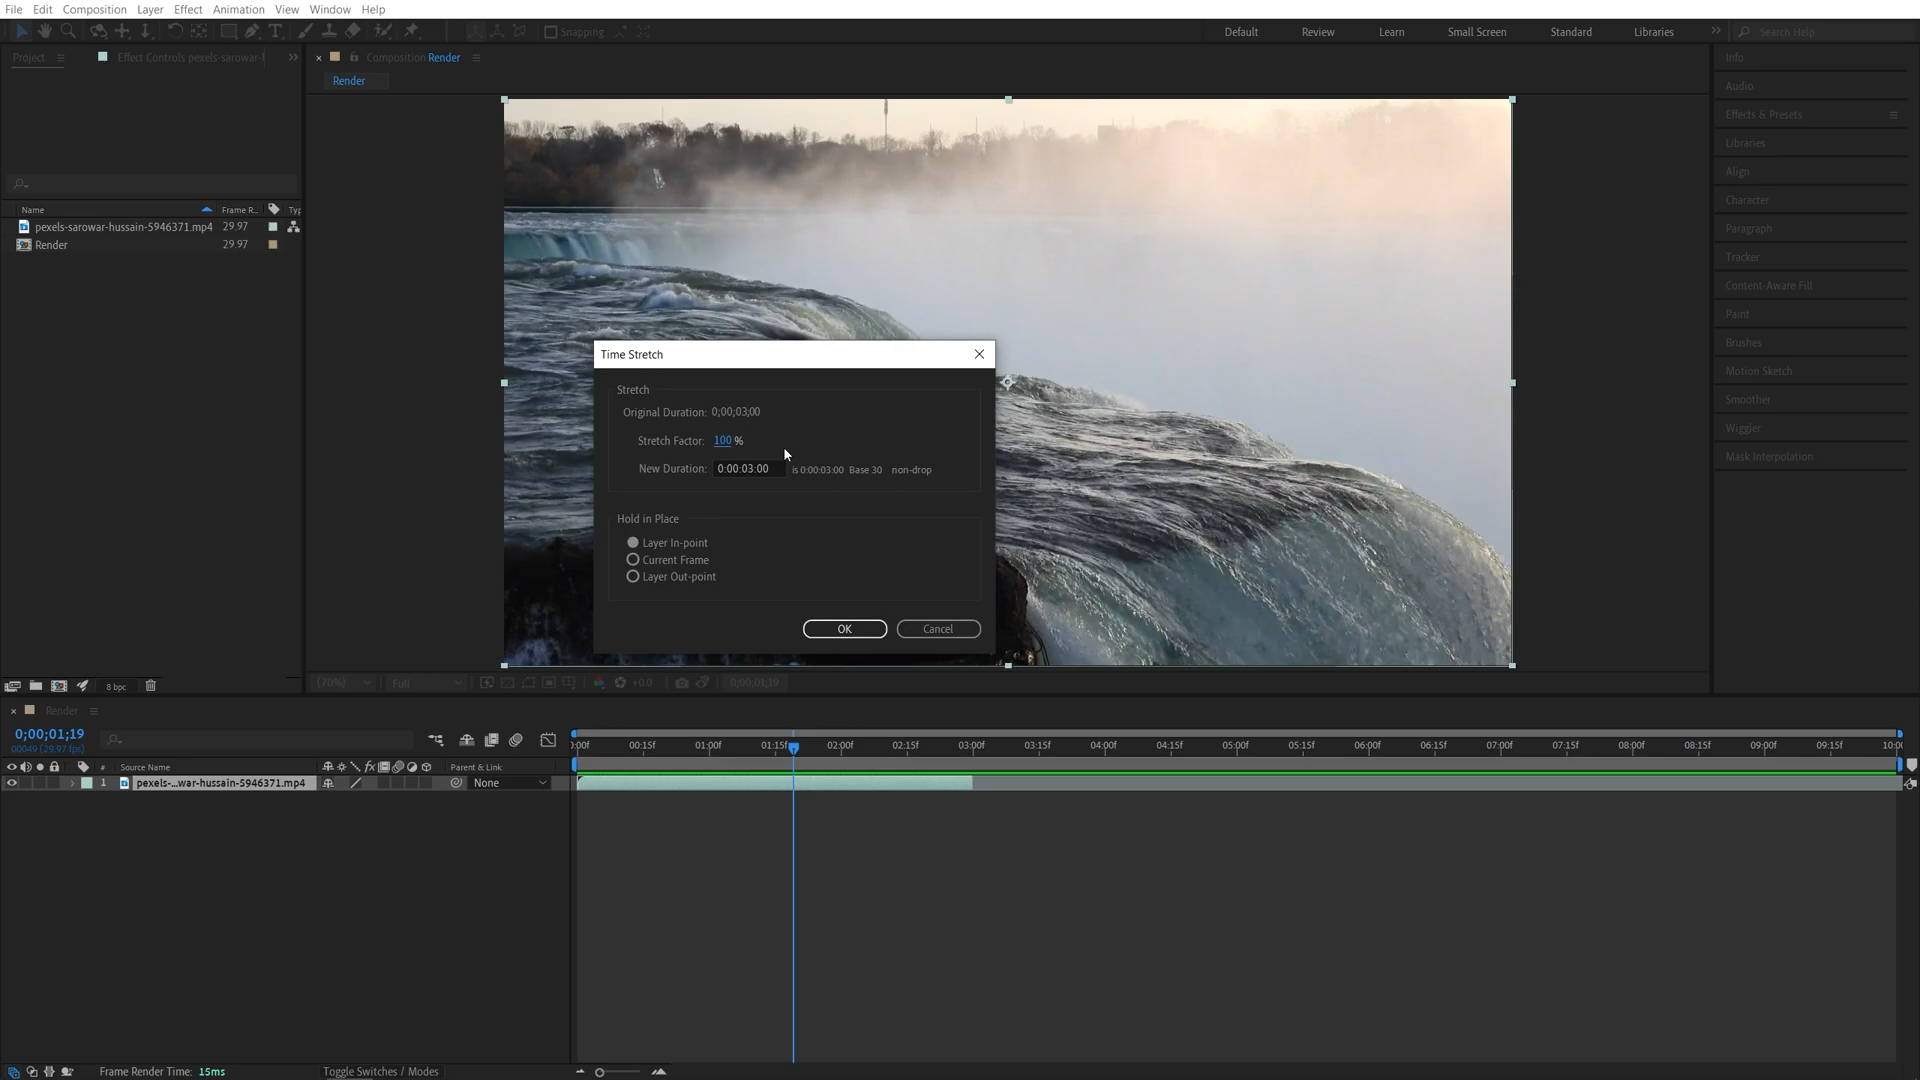 File Edit Composition Layer Effect Animation View Window Help
Snapping Default Review Learn Small Screen Standard Libraries Search Help
Project Effect Controls pexels-sarowar-
Composition Render
Render
Name Frame R... Typ
pexels-sarowar-hussain-5946371.mp4 29.97
Render 29.97
Info
Audio
Effects & Presets
Libraries
Align
Character
Paragraph
Tracker
Content-Aware Fill
Paint
Brushes
Motion Sketch
Smoother
Wiggler
Mask Interpolation
Time Stretch
Stretch
Original Duration: 0;00;03;00
Stretch Factor: 100 %
New Duration: 0:00:03:00 is 0:00:03:00 Base 30 non-drop
Hold in Place
Layer In-point
Current Frame
Layer Out-point
OK Cancel
8 bpc
(70%) Full +0.0 0;00;01;19
Render
0;00;01;19
00049 (29.97 fps)
:00f 00:15f 01:00f 01:15f 02:00f 02:15f 03:00f 03:15f 04:00f 04:15f 05:00f 05:15f 06:00f 06:15f 07:00f 07:15f 08:00f 08:15f 09:00f 09:15f 10:0
# Source Name fx Parent & Link
1 pexels-...war-hussain-5946371.mp4 None
Frame Render Time: 15ms Toggle Switches / Modes